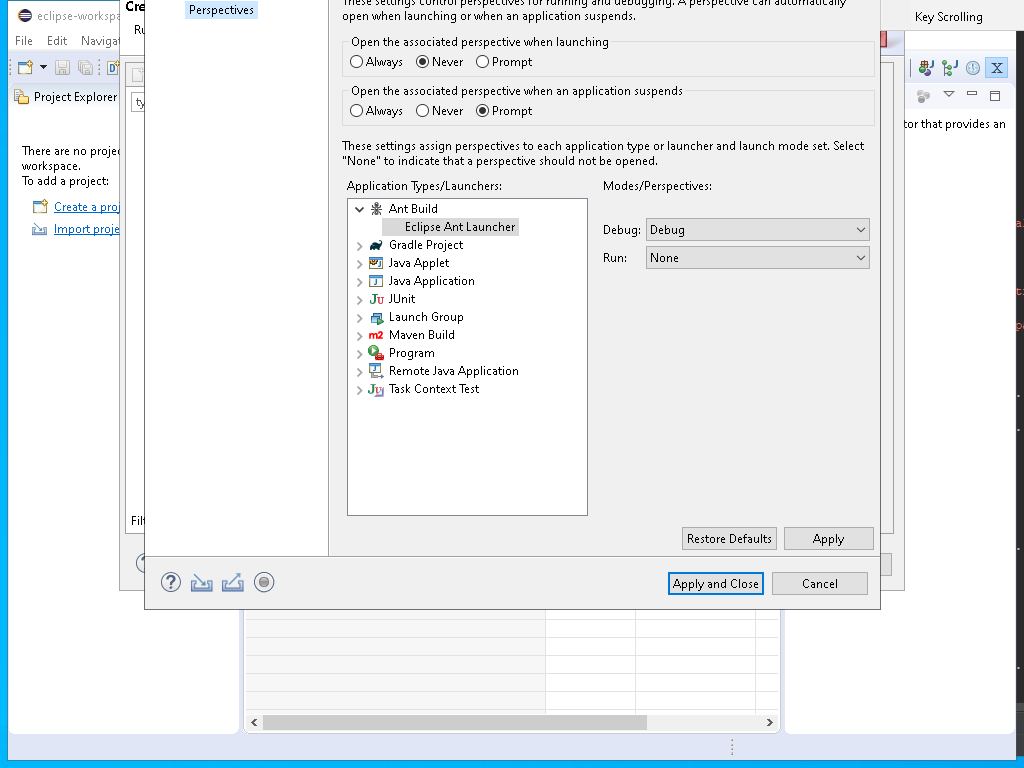 eclipse-workspa
Cre
Perspectives
These settings control perspectives for running and debugging. A perspective can automatically
open when launching or when an application suspends.
Key Scrolling
File Edit Naviga
Ru
Open the associated perspective when launching
Always Never Prompt
Open the associated perspective when an application suspends
Always Never Prompt
Project Explorer
ty
tor that provides an
These settings assign perspectives to each application type or launcher and launch mode set. Select
"None" to indicate that a perspective should not be opened.
There are no projec
workspace.
To add a project:
Create a proj
Import proje
Application Types/Launchers:
Modes/Perspectives:
Ant Build
Eclipse Ant Launcher
Gradle Project
Java Applet
Java Application
JUnit
Launch Group
Maven Build
Program
Remote Java Application
Task Context Test
Debug: Debug
Run: None
Filt
Restore Defaults Apply
Apply and Close Cancel